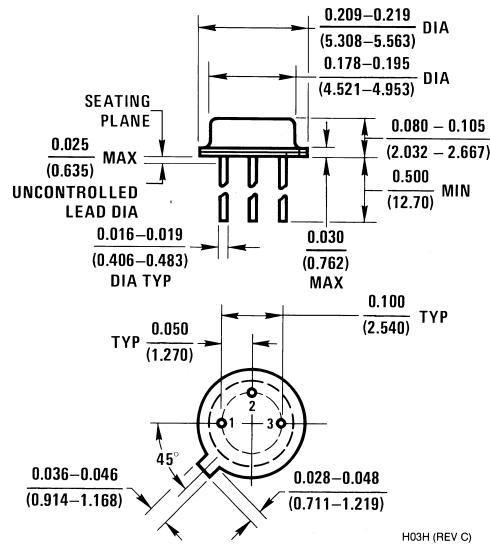 0.209–0.219
(5.308–5.563)
DIA
0.178–0.195
(4.521–4.953)
DIA
SEATING
PLANE
0.025
(0.635)
MAX
0.080 – 0.105
(2.032 – 2.667)
UNCONTROLLED
LEAD DIA
0.500
(12.70)
MIN
0.016–0.019
(0.406–0.483)
DIA TYP
0.030
(0.762)
MAX
0.100
(2.540)
TYP
TYP
0.050
(1.270)
2
1
3
45°
0.036–0.046
(0.914–1.168)
0.028–0.048
(0.711–1.219)
H03H (REV C)